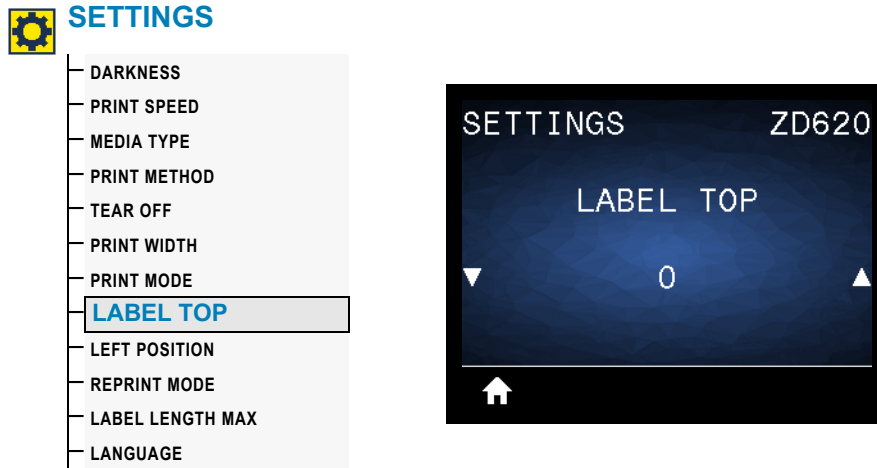 SETTINGS
DARKNESS
PRINT SPEED
MEDIA TYPE
PRINT METHOD
TEAR OFF
PRINT WIDTH
PRINT MODE
LABEL TOP
LEFT POSITION
REPRINT MODE
LABEL LENGTH MAX
LANGUAGE
SETTINGS ZD620
LABEL TOP
0